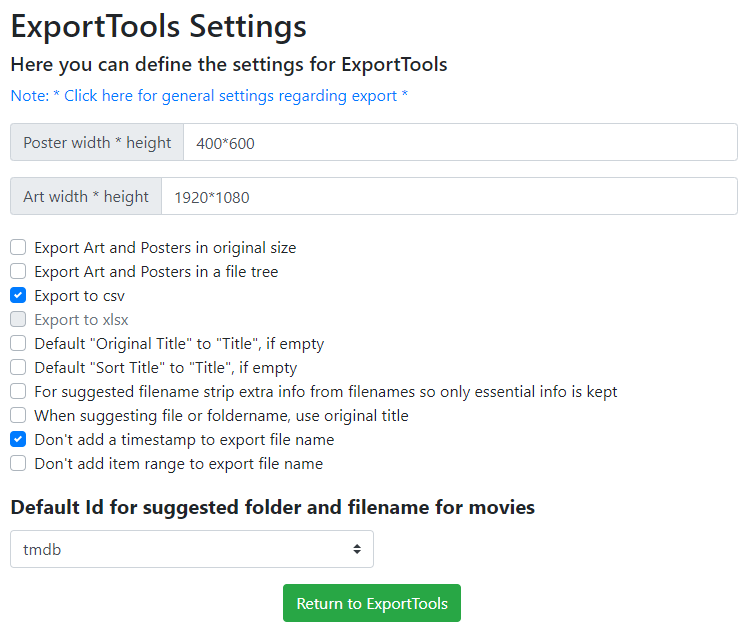 ExportTools Settings
Here you can define the settings for ExportTools
Note: * Click here for general settings regarding export *
Poster width * height 400*600
Art width * height 1920*1080
Export Art and Posters in original size
Export Art and Posters in a file tree
Export to csv
Export to xlsx
Default "Original Title" to "Title", if empty
Default "Sort Title" to "Title", if empty
For suggested filename strip extra info from filenames so only essential info is kept
When suggesting file or foldername, use original title
Don't add a timestamp to export file name
Don't add item range to export file name
Default Id for suggested folder and filename for movies
tmdb
Return to ExportTools